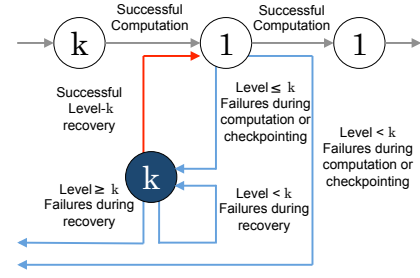 Successful
Computation
Successful
Computation
k
1
1
Successful
Level-k
recovery
Level ≤ k
Failures during
computation or
checkpointing
Level < k
Failures during
computation or
checkpointing
k
Level ≥ k
Failures during
recovery
Level < k
Failures during
recovery